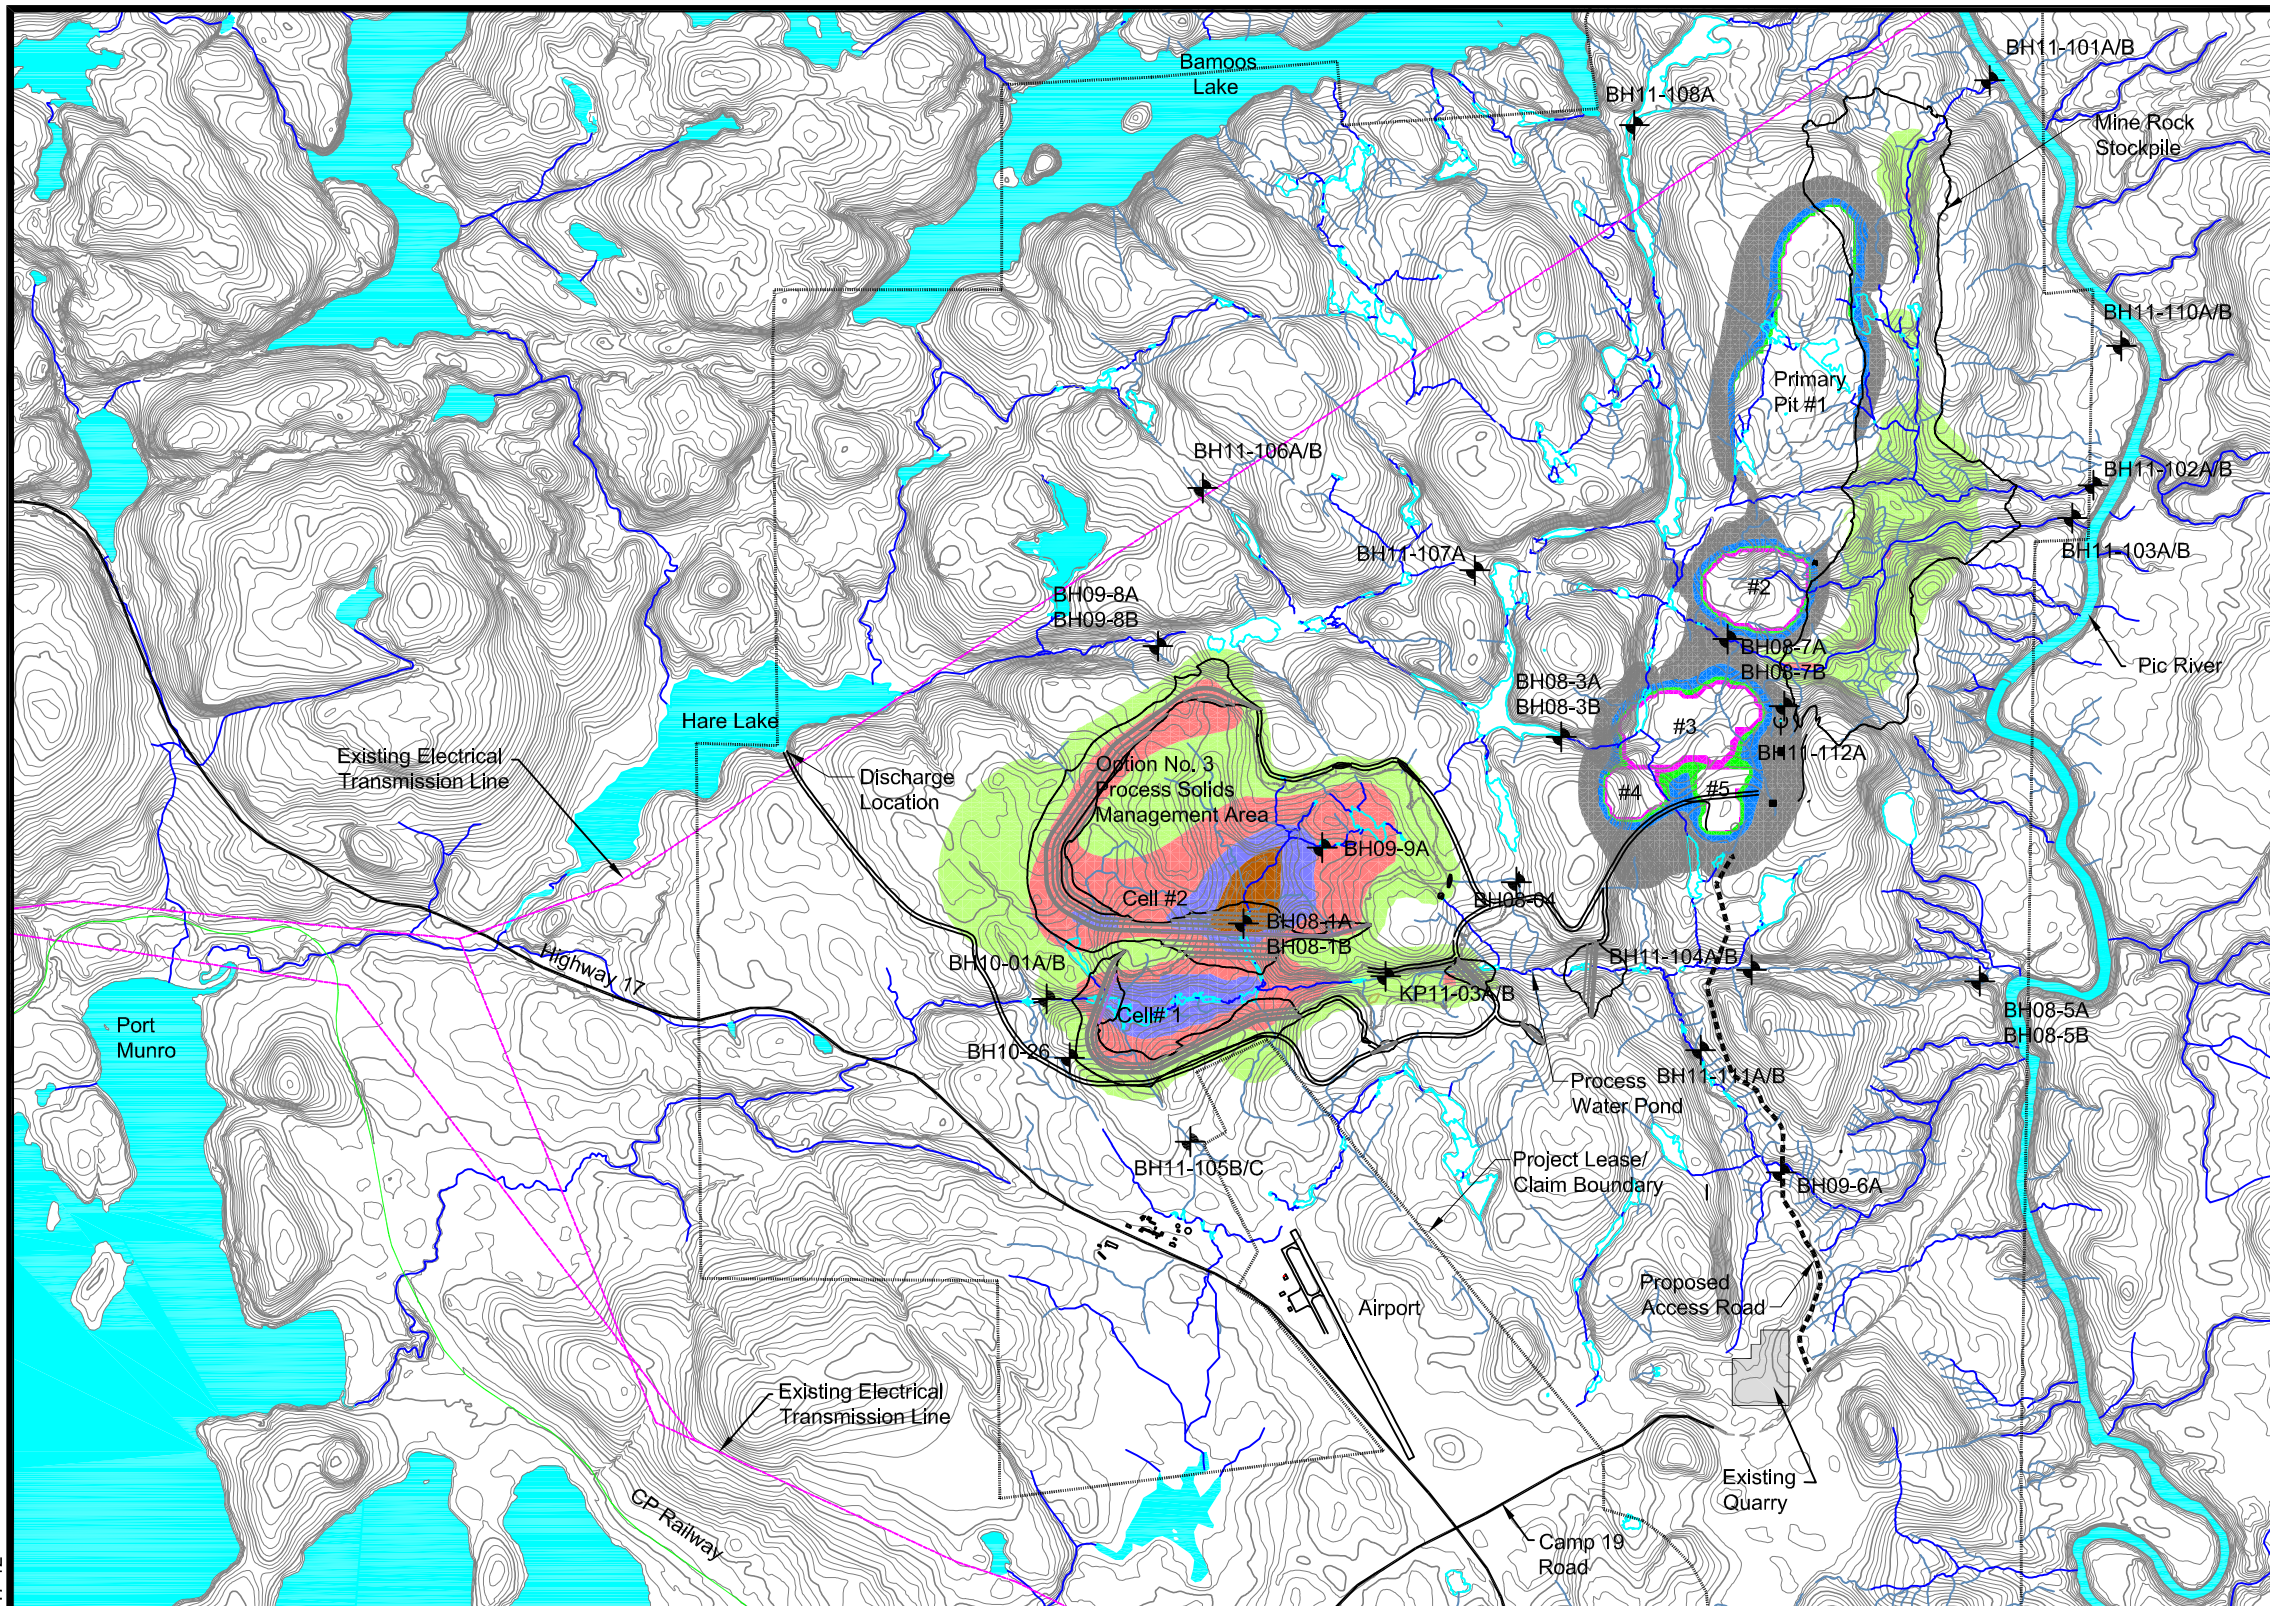 BH11-101A/B
Bamoos
Lake
BH11-108A
Mine Rock
Stockpile
BH11-110A/B
Primary
Pit #1
BH11-106A/B
BH11-102A/B
BH11-107A
BH11-103A/B
#2
BH09-8A
BH09-8B
BH08-7A
BH08-7B
Pic River
BH08-3A
BH08-3B
Hare Lake
#3
Existing Electrical
Transmission Line
BH11-112A
Discharge
Location
Option No. 3
Process Solids
Management Area
#4
#5
BH09-9A
Cell #2
BH08-04
BH08-1A
BH08-1B
Highway 17
BH10-01A/B
BH11-104A/B
KP11-03A/B
Cell# 1
BH08-5A
BH08-5B
Port
Munro
BH10-26
Process
Water Pond
BH11-111A/B
BH11-105B/C
Project Lease/
Claim Boundary
BH09-6A
Proposed
Access Road
Airport
Existing Electrical
Transmission Line
Existing
Quarry
CP Railway
Camp 19
Road